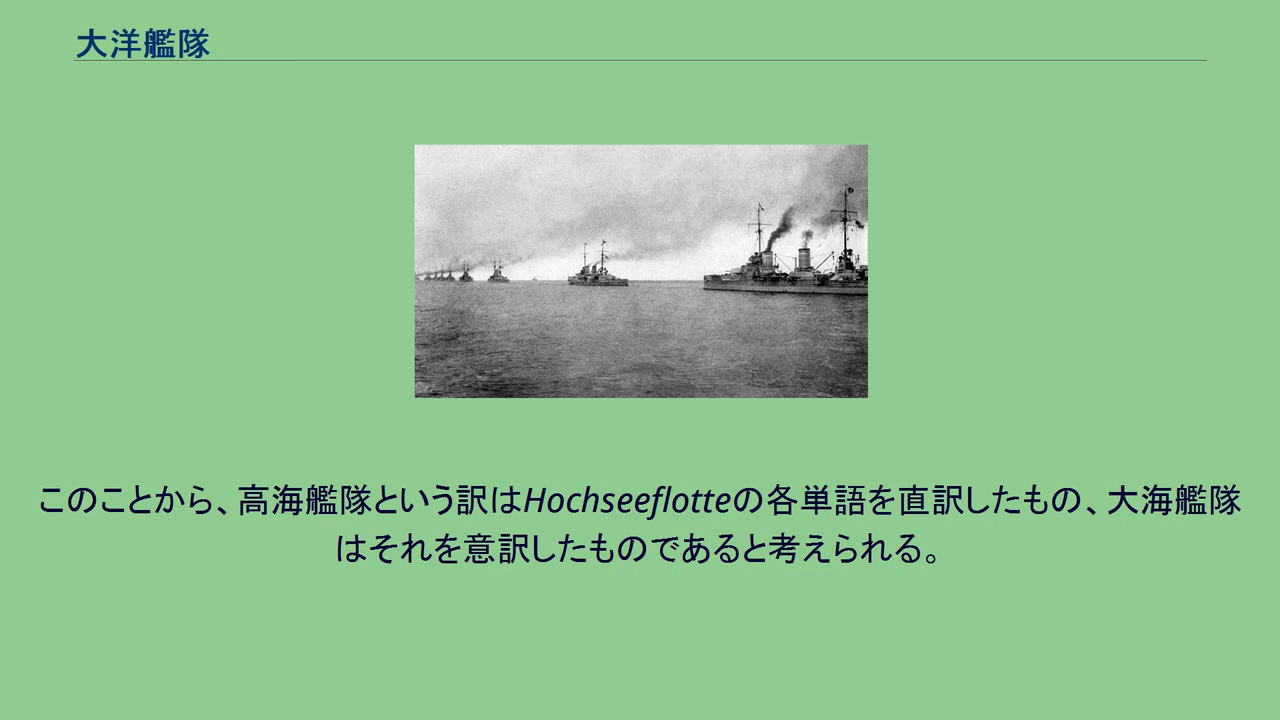 大洋艦隊
このことから、高海艦隊という訳はHochseeflotteの各単語を直訳したもの、大海艦隊
はそれを意訳したものであると考えられる。